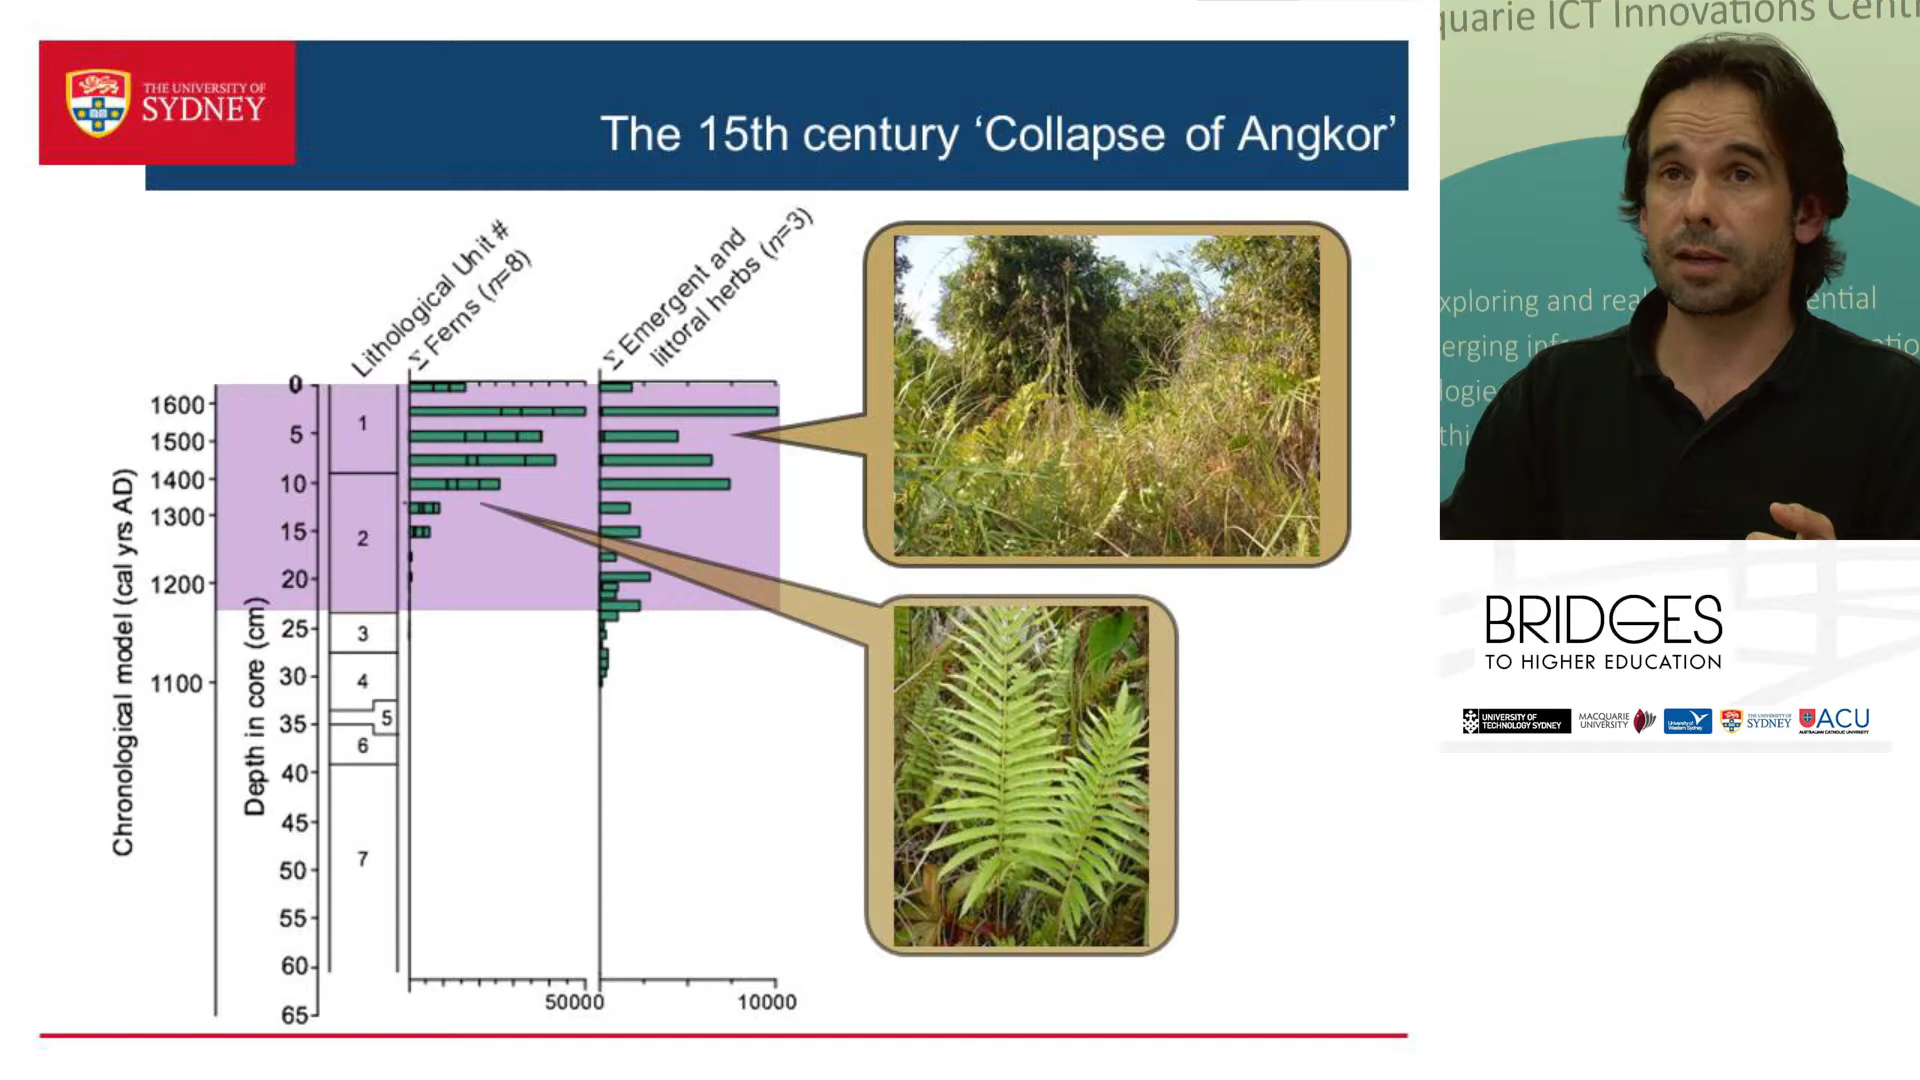 THE UNIVERSITY OF
SYDNEY
The 15th century ‘Collapse of Angkor’
Lithological Unit #
Σ Ferns (n=8)
Σ Emergent and
littoral herbs (n=3)
Chronological model (cal yrs AD)
1600
1500
1400
1300
1200
1100
Depth in core (cm)
0
5
10
15
20
25
30
35
40
45
50
55
60
65
1
2
3
4
5
6
7
50000
10000
quarie ICT Innovations Cent
xploring and rea
ential
erging inf
logie
thi
BRIDGES
TO HIGHER EDUCATION
UNIVERSITY OF
TECHNOLOGY SYDNEY
MACQUARIE
UNIVERSITY
University of
Western Sydney
THE UNIVERSITY OF
SYDNEY
ACU
AUSTRALIAN CATHOLIC UNIVERSITY